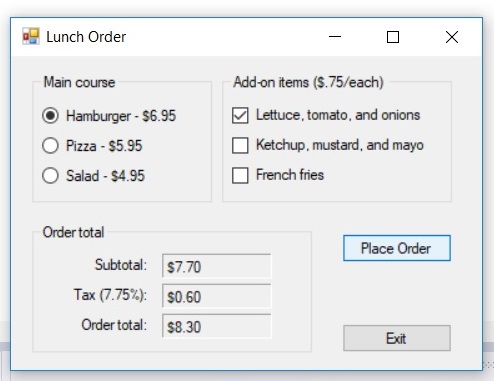 Lunch Order
Main course
Hamburger - $6.95
Pizza - $5.95
Salad - $4.95
Add-on items ($.75/each)
Lettuce, tomato, and onions
Ketchup, mustard, and mayo
French fries
Order total
Subtotal: $7.70
Tax (7.75%): $0.60
Order total: $8.30
Place Order
Exit